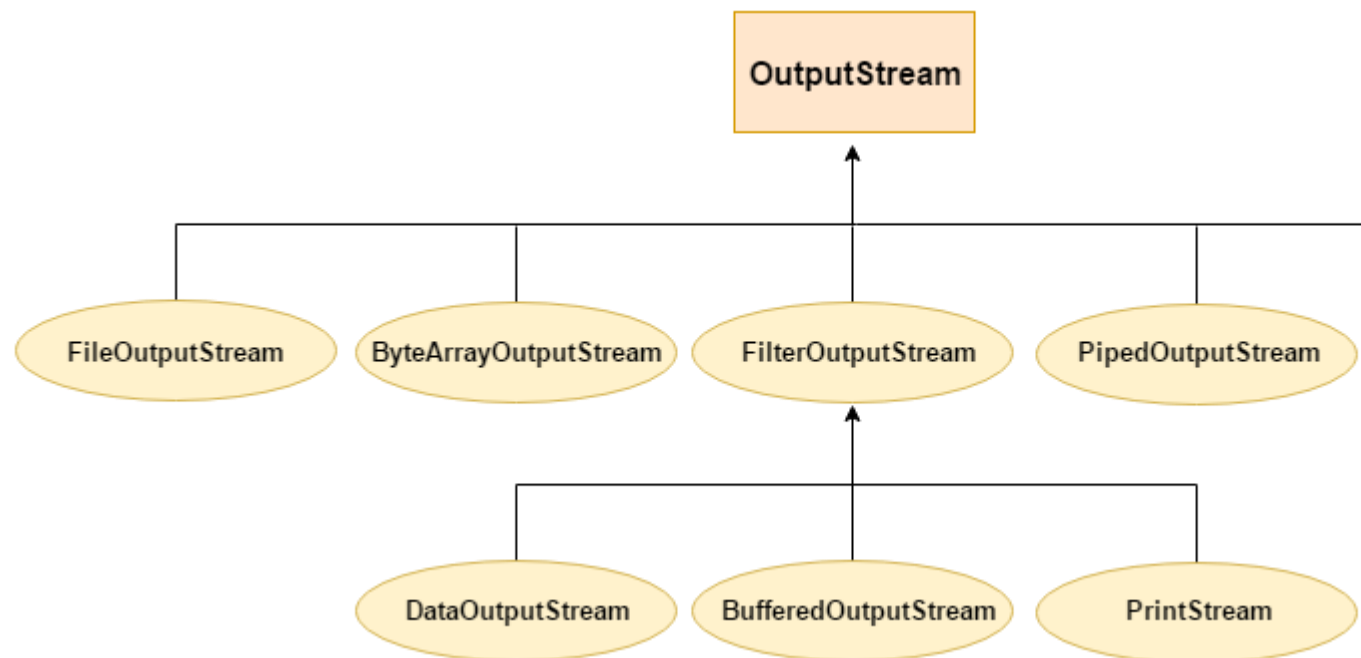 OutputStream
FileOutputStream
ByteArrayOutputStream
FilterOutputStream
PipedOutputStream
DataOutputStream
BufferedOutputStream
PrintStream